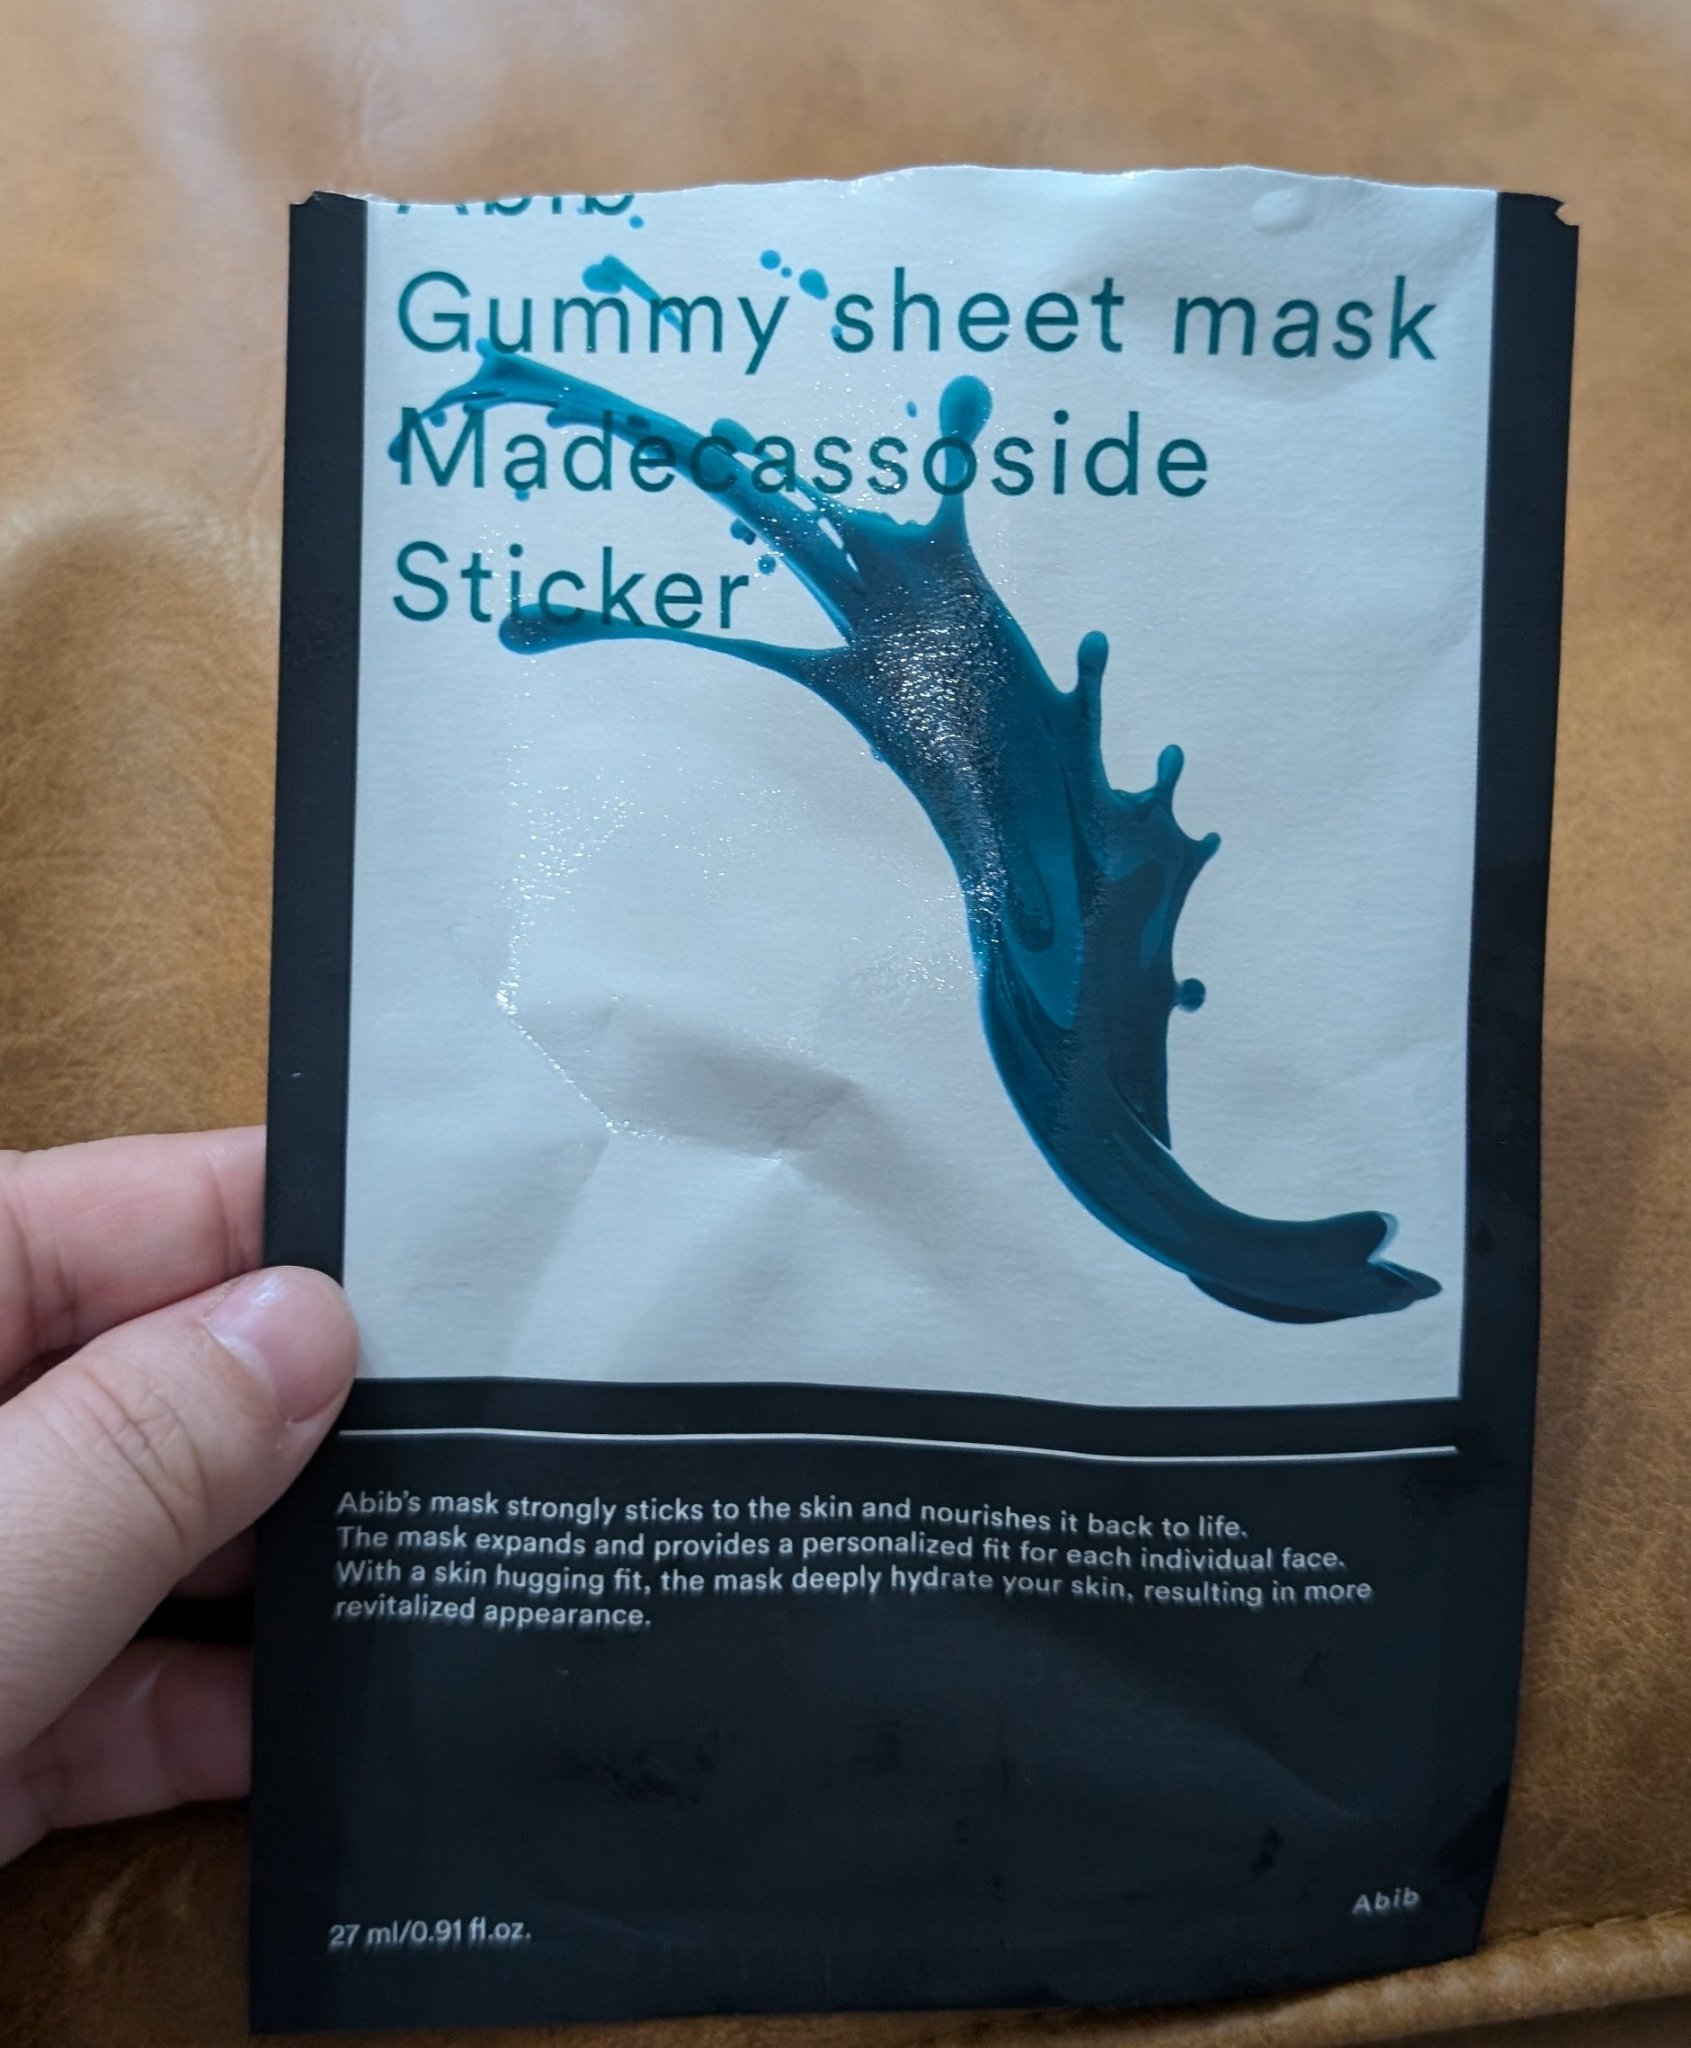 Abib
Gummy sheet mask
Madecassoside
Sticker
Abib's mask strongly sticks to the skin and nourishes it back to life.
The mask expands and provides a personalized fit for each individual face.
With a skin hugging fit, the mask deeply hydrate your skin, resulting in more
revitalized appearance.
27 ml/0.91 fl.oz.
Abib